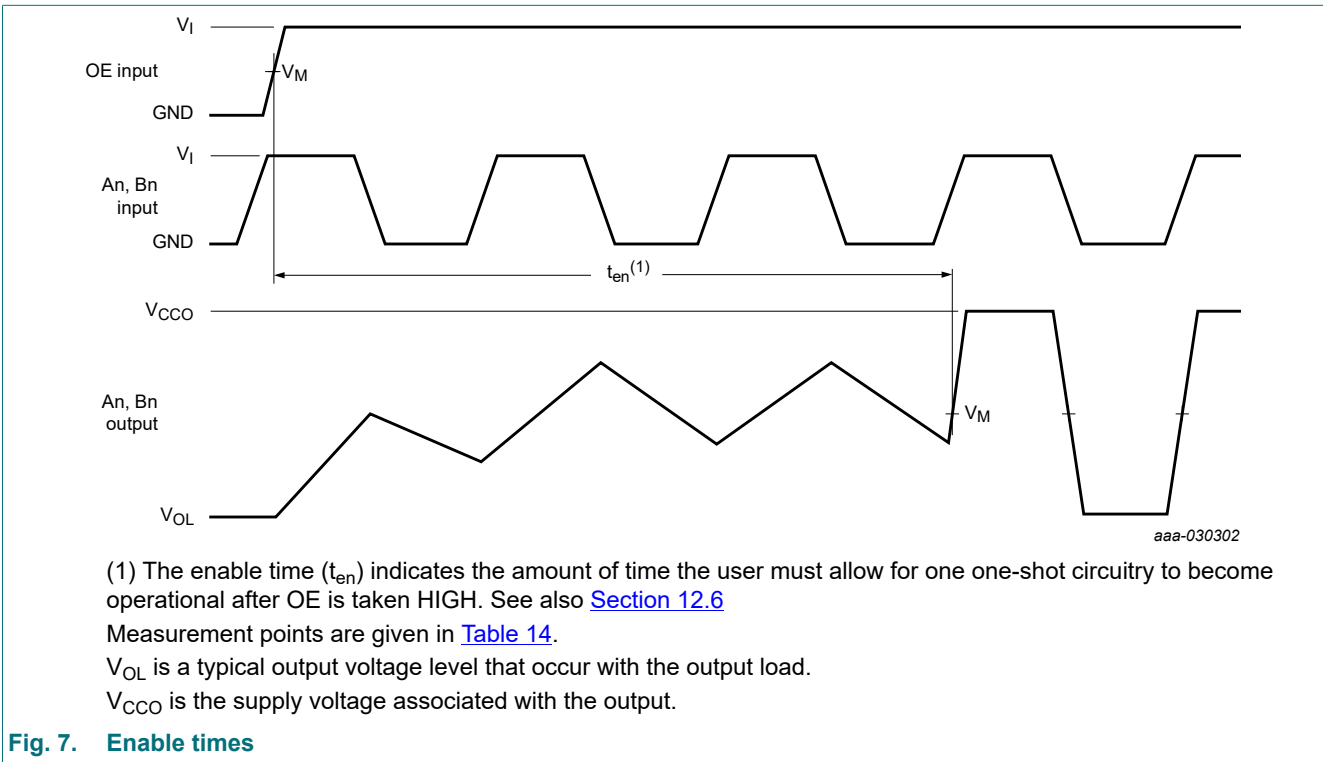 VI
OE input
VM
GND
VI
An, Bn
input
GND
ten(1)
VCCO
An, Bn
output
VM
VOL
aaa-030302
(1) The enable time (ten) indicates the amount of time the user must allow for one one-shot circuitry to become
operational after OE is taken HIGH. See also Section 12.6
Measurement points are given in Table 14.
VOL is a typical output voltage level that occur with the output load.
VCCO is the supply voltage associated with the output.
Fig. 7. Enable times